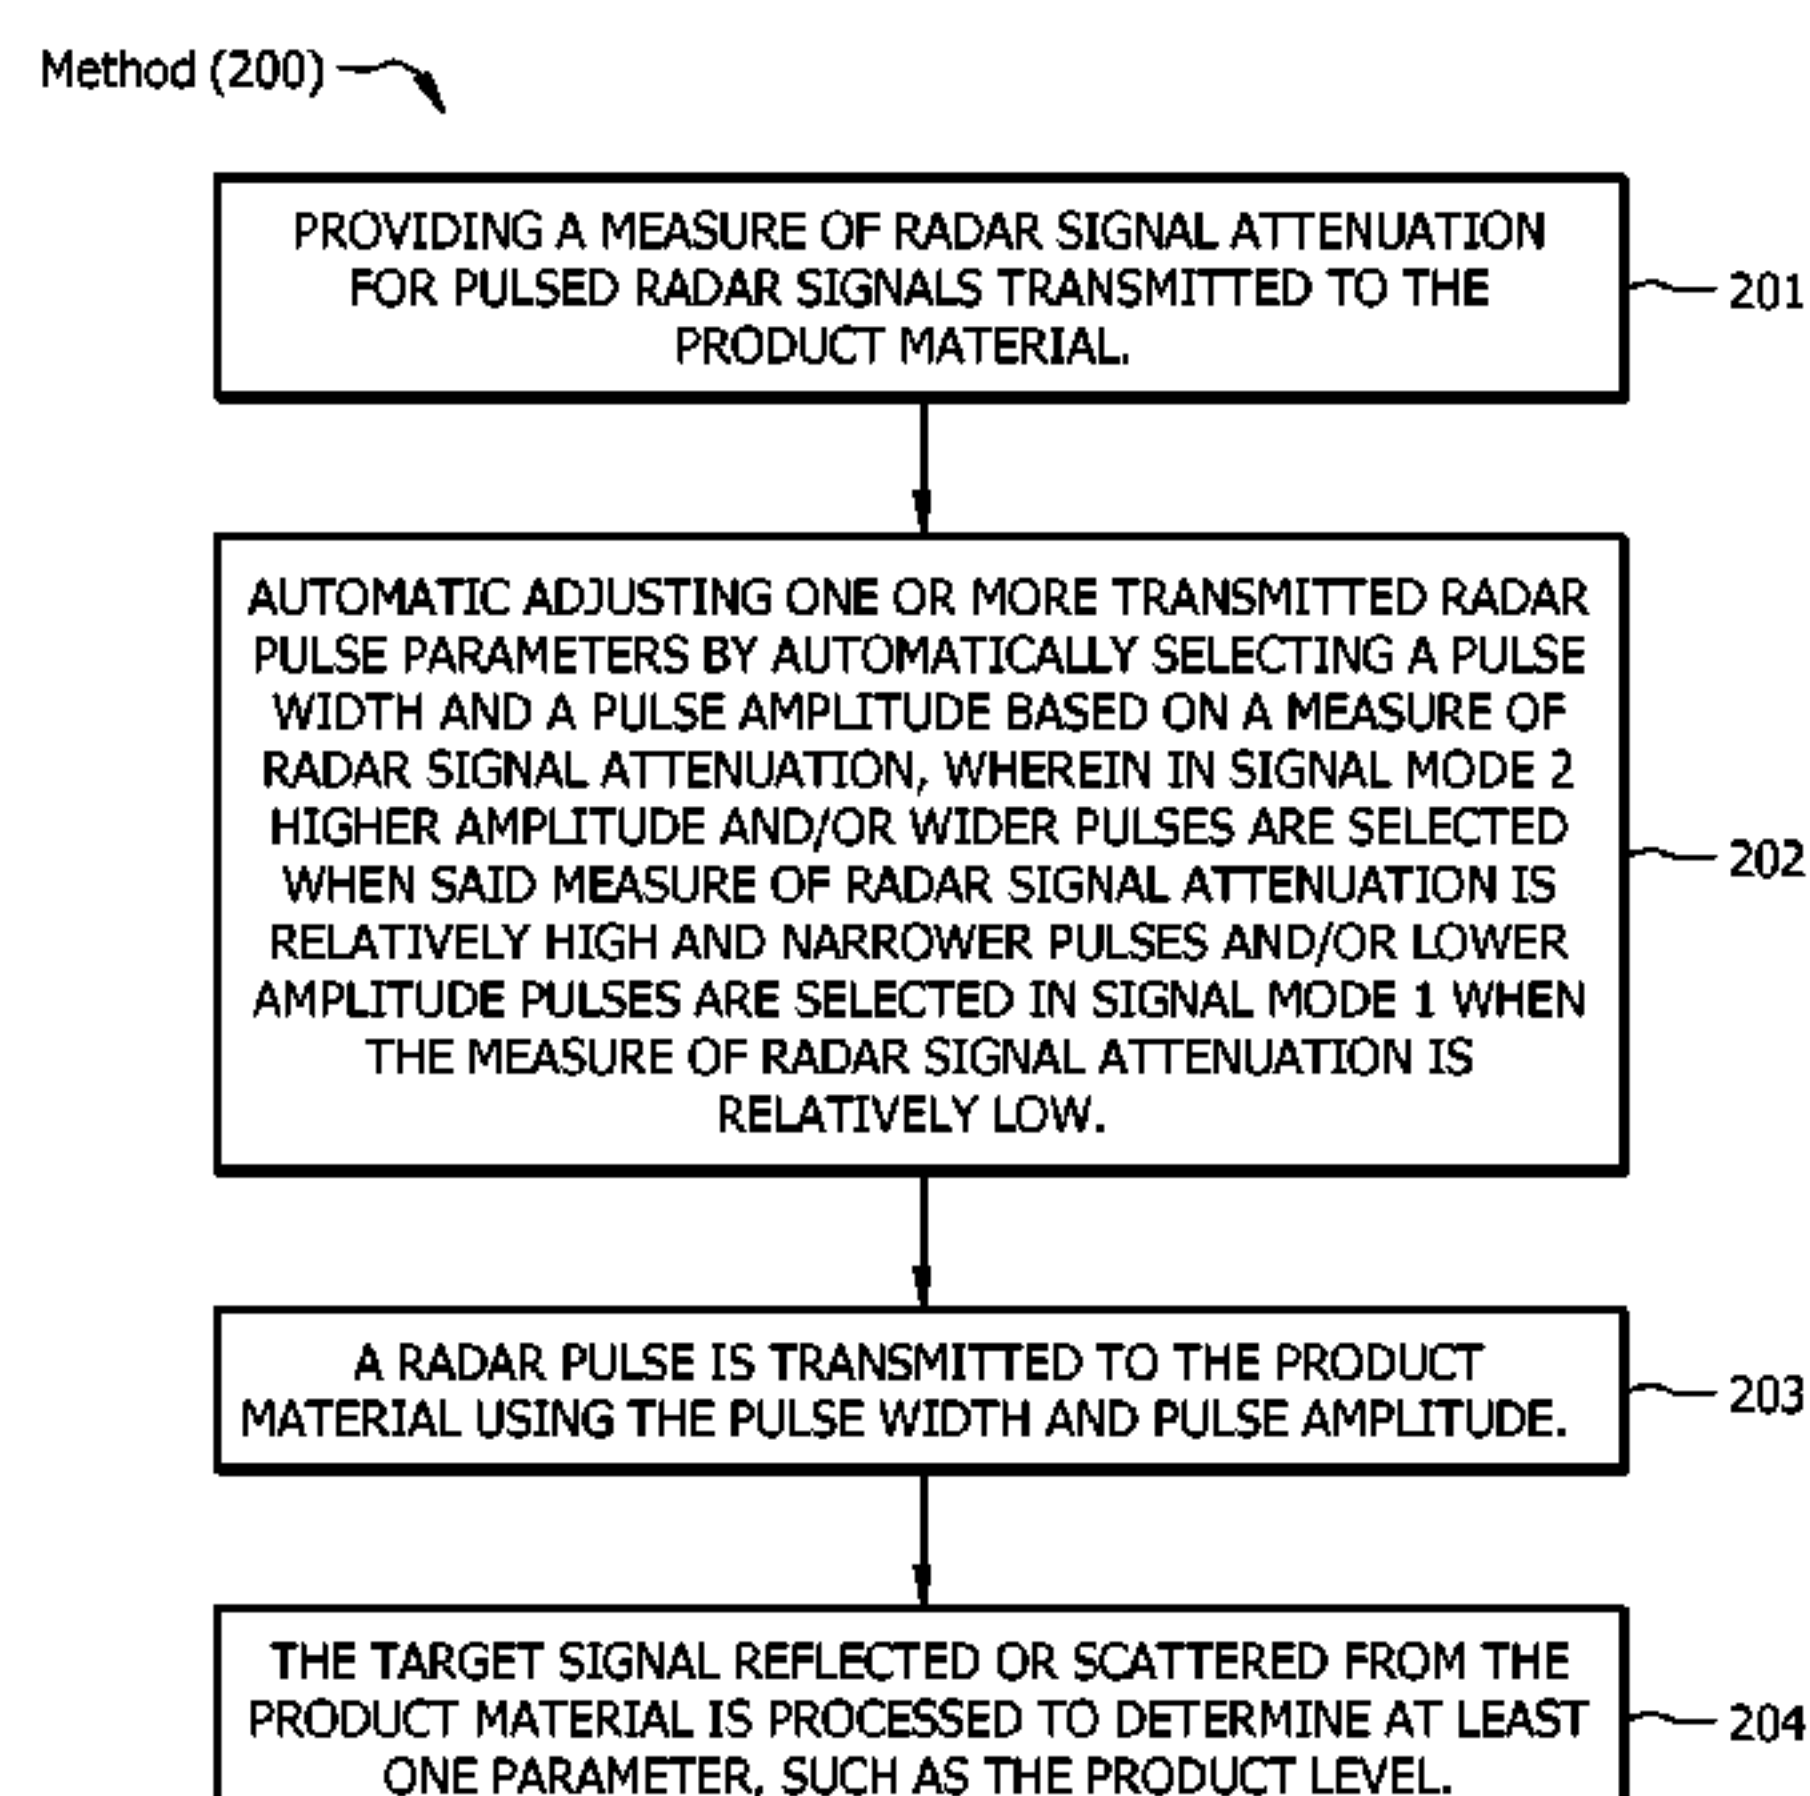 Method (200)
PROVIDING A MEASURE OF RADAR SIGNAL ATTENUATION
FOR PULSED RADAR SIGNALS TRANSMITTED TO THE
PRODUCT MATERIAL.
201
AUTOMATIC ADJUSTING ONE OR MORE TRANSMITTED RADAR
PULSE PARAMETERS BY AUTOMATICALLY SELECTING A PULSE
WIDTH AND A PULSE AMPLITUDE BASED ON A MEASURE OF
RADAR SIGNAL ATTENUATION, WHEREIN IN SIGNAL MODE 2
HIGHER AMPLITUDE AND/OR WIDER PULSES ARE SELECTED
WHEN SAID MEASURE OF RADAR SIGNAL ATTENUATION IS
RELATIVELY HIGH AND NARROWER PULSES AND/OR LOWER
AMPLITUDE PULSES ARE SELECTED IN SIGNAL MODE 1 WHEN
THE MEASURE OF RADAR SIGNAL ATTENUATION IS
RELATIVELY LOW.
202
A RADAR PULSE IS TRANSMITTED TO THE PRODUCT
MATERIAL USING THE PULSE WIDTH AND PULSE AMPLITUDE.
203
THE TARGET SIGNAL REFLECTED OR SCATTERED FROM THE
PRODUCT MATERIAL IS PROCESSED TO DETERMINE AT LEAST
ONE PARAMETER, SUCH AS THE PRODUCT LEVEL.
204